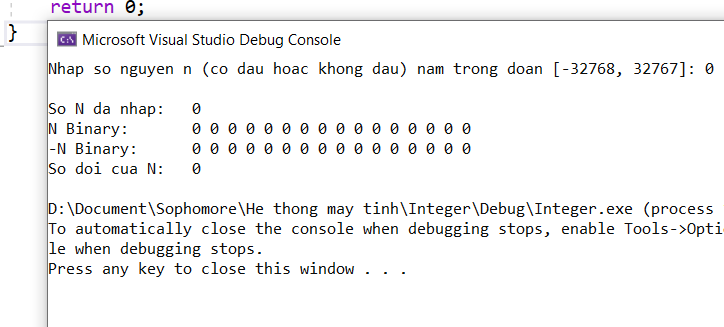 return 0;
}
Microsoft Visual Studio Debug Console
Nhap so nguyen n (co dau hoac khong dau) nam trong doan [-32768, 32767]: 0
So N da nhap: 0
N Binary: 0 0 0 0 0 0 0 0 0 0 0 0 0 0 0 0
-N Binary: 0 0 0 0 0 0 0 0 0 0 0 0 0 0 0 0
So doi cua N: 0
D:\Document\Sophomore\He thong may tinh\Integer\Debug\Integer.exe (process
To automatically close the console when debugging stops, enable Tools->Opti
le when debugging stops.
Press any key to close this window . . .